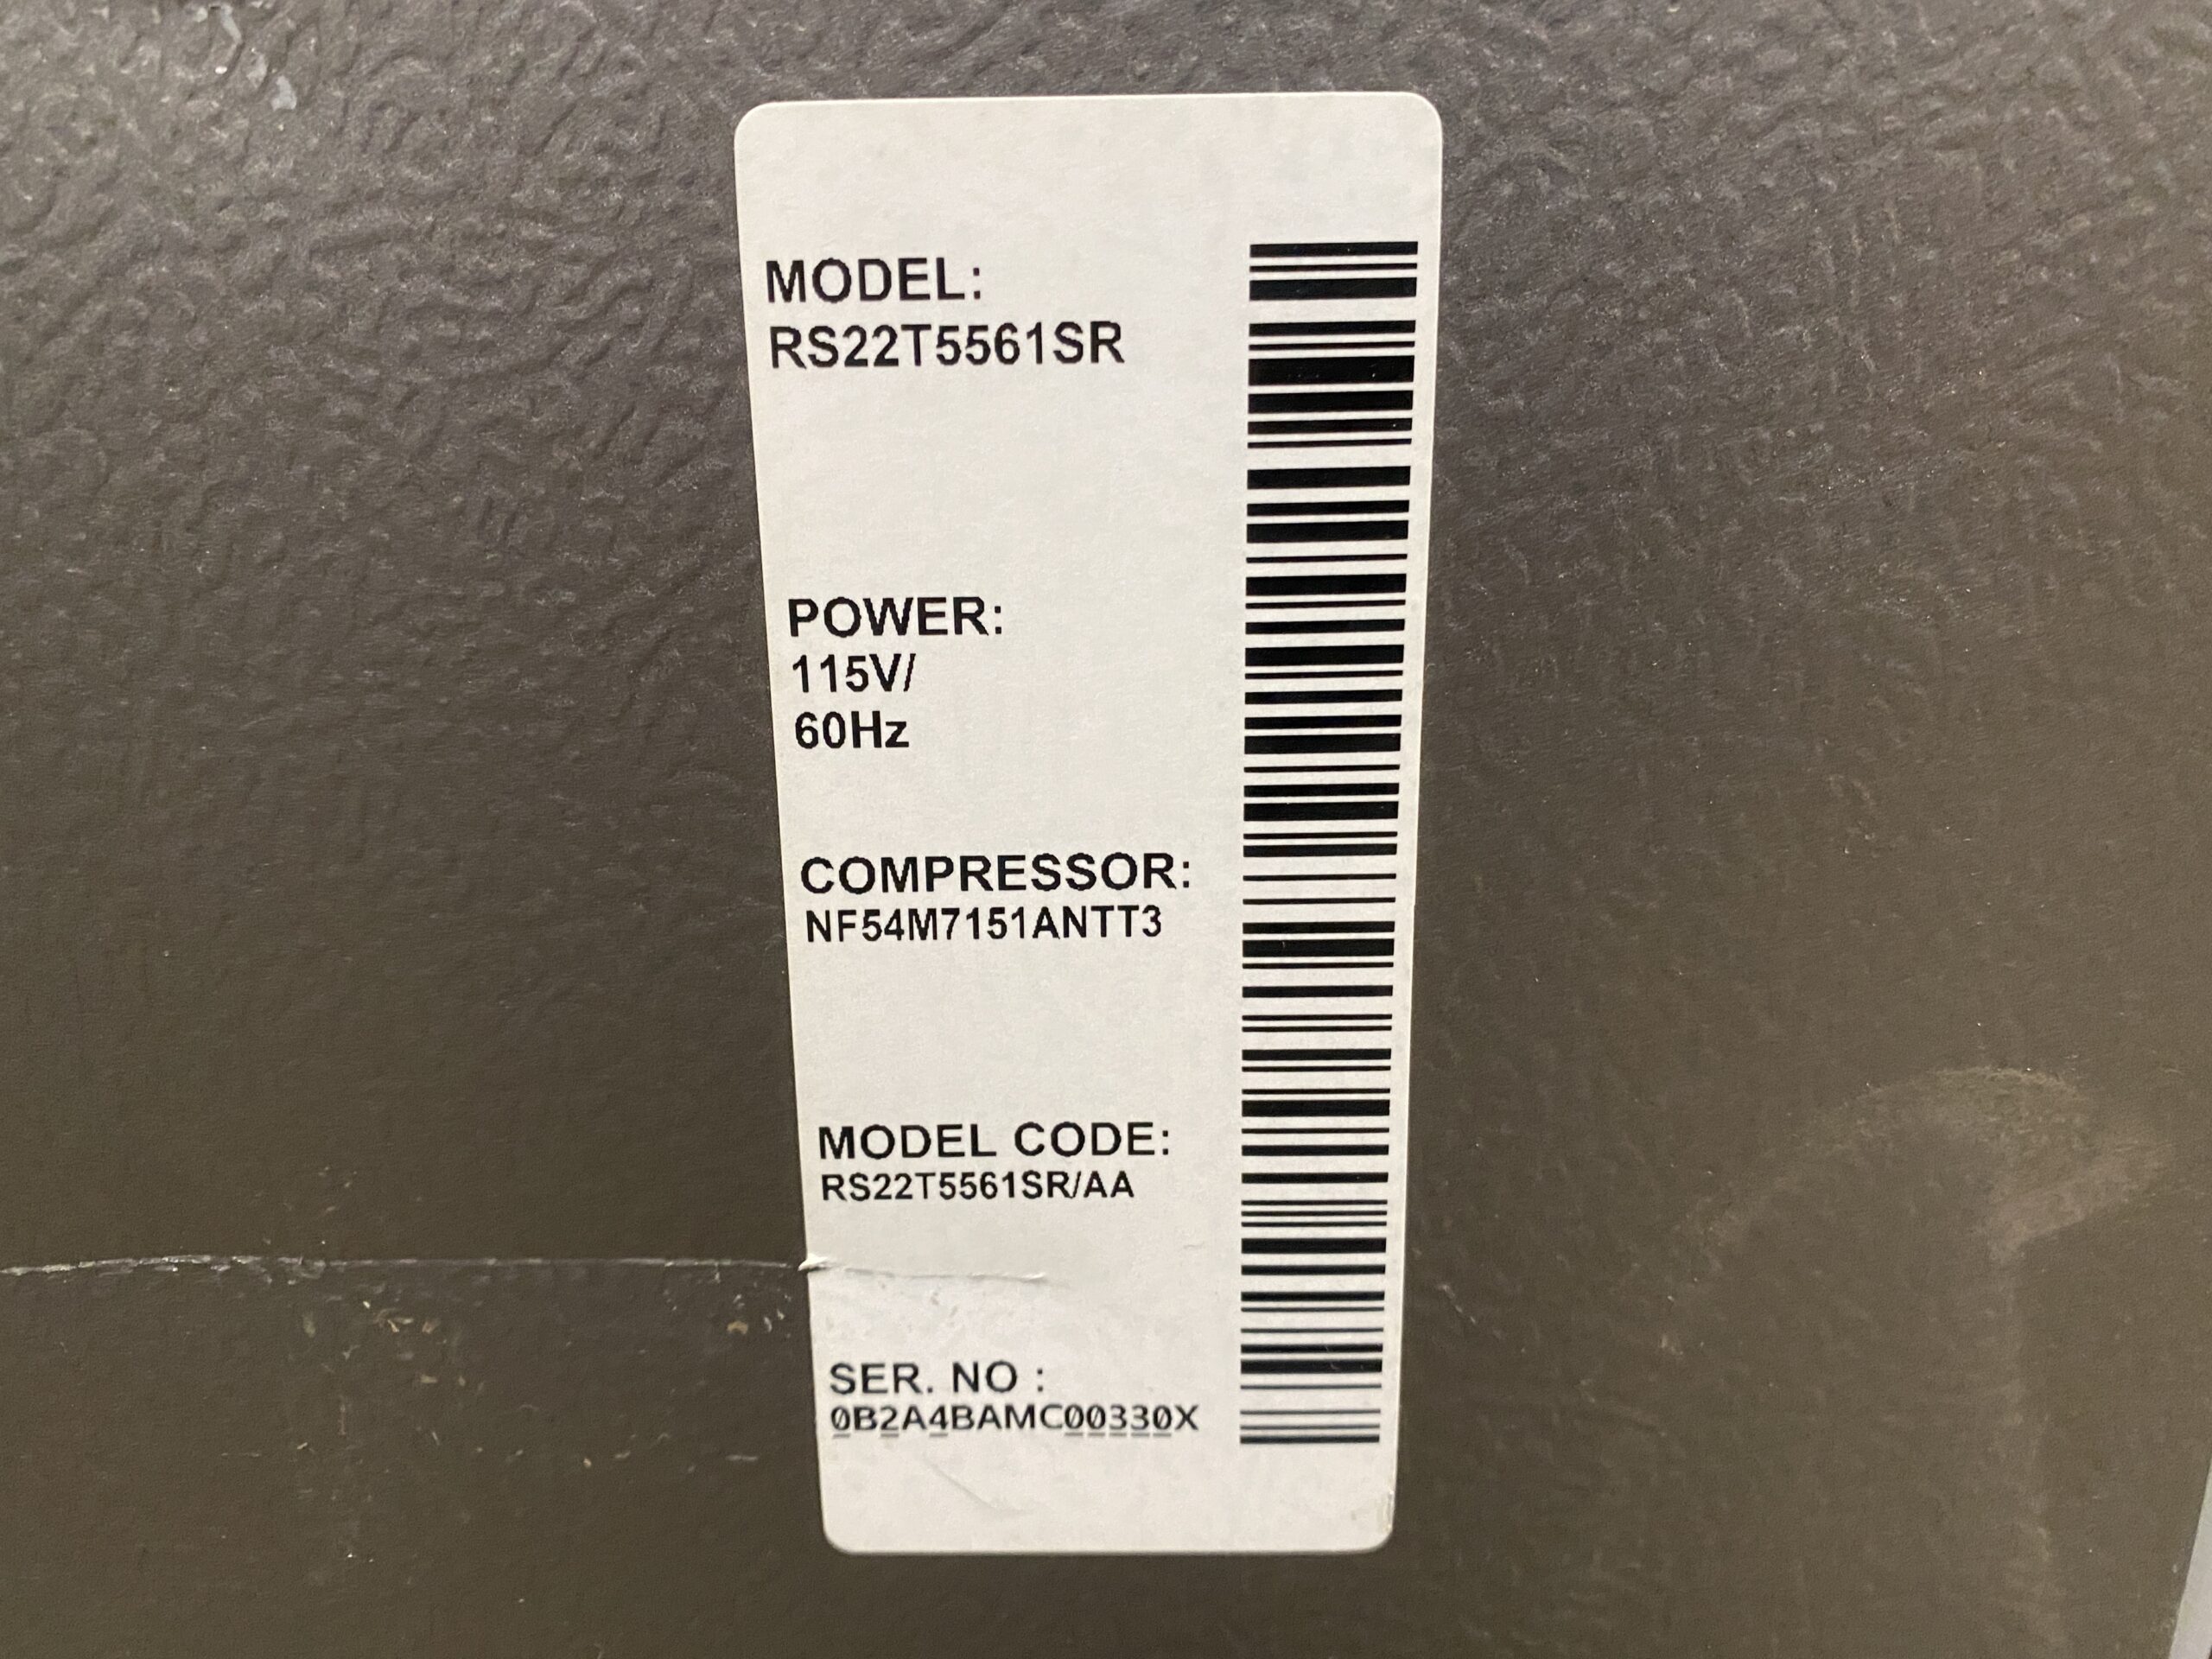 MODEL:
RS22T5561SR
POWER:
115V/
60Hz
COMPRESSOR:
NF54M7151ANTT3
MODEL CODE:
RS22T5561SR/AA
SER. NO :
0B2A4BAMC00330X